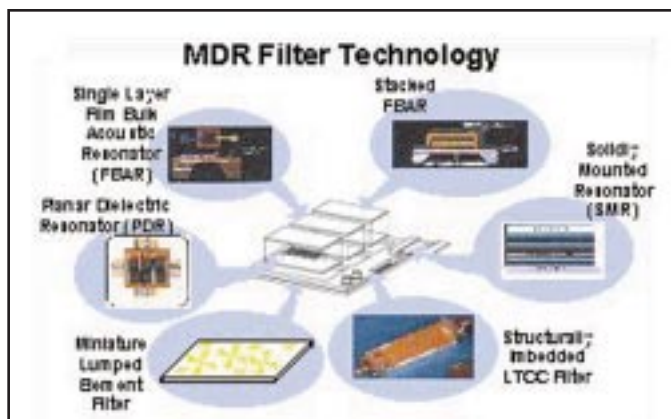 MDR Filter Technology
Single Layer
Film Bulk
Acoustic
Resonator
(FBAR)
Stacked
FBAR
Solidly
Mounted
Resonator
(SMR)
Planar Dielectric
Resonator (PDR)
Miniature
Lumped
Element
Filter
Structurally
Imbedded
LTCC Filter